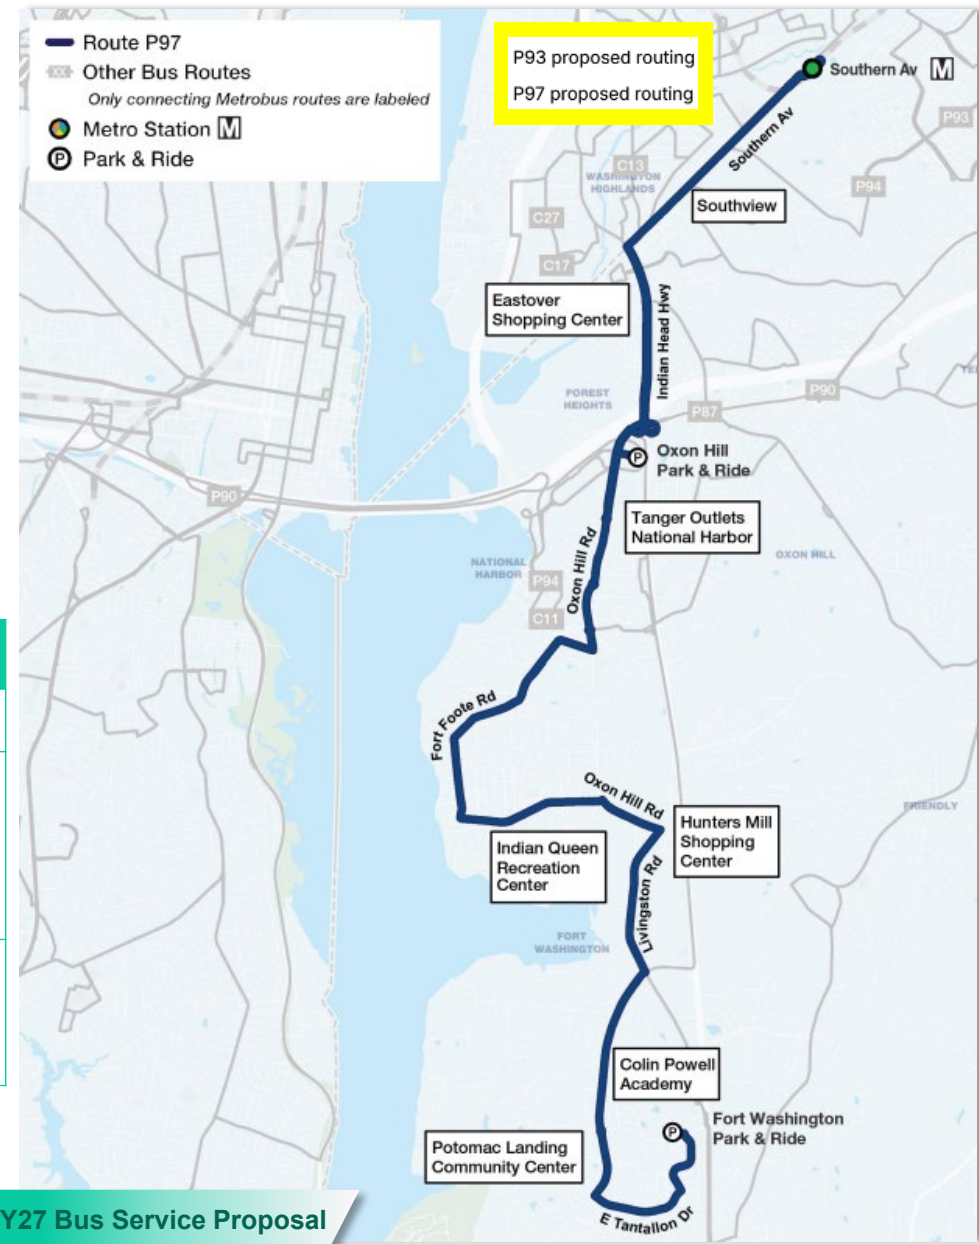 Route P97
XX Other Bus Routes
Only connecting Metrobus routes are labeled
Metro Station M
P Park & Ride
P93 proposed routing
P97 proposed routing
Southern Av M
Southern Av
P93
C13
WASHINGTON
HIGHLANDS
P94
Southview
C27
C17
Eastover
Shopping Center
Indian Head Hwy
FOREST
HEIGHTS
P87
P90
P Oxon Hill
Park & Ride
P90
Tanger Outlets
National Harbor
Oxon Hill Rd
NATIONAL
HARBOR
OXON HILL
P94
C11
Fort Foote Rd
Oxon Hill Rd
Hunters Mill
Shopping
Center
FRIENDLY
Indian Queen
Recreation
Center
Livingston Rd
FORT
WASHINGTON
Colin Powell
Academy
P Fort Washington
Park & Ride
Potomac Landing
Community Center
E Tantallon Dr
Y27 Bus Service Proposal